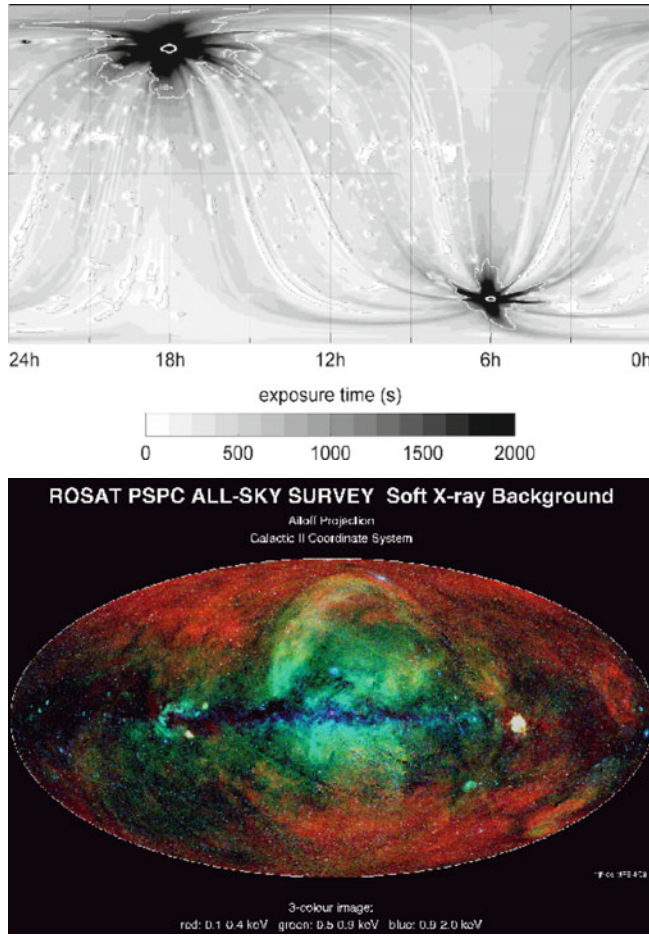 24h 18h 12h 6h 0h
exposure time (s)
0 500 1000 1500 2000
ROSAT PSPC ALL-SKY SURVEY Soft X-ray Background
Aitoff Projection
Galactic II Coordinate System
3-colour image:
red: 0.1-0.4 keV green: 0.5-0.9 keV blue: 0.9-2.0 keV